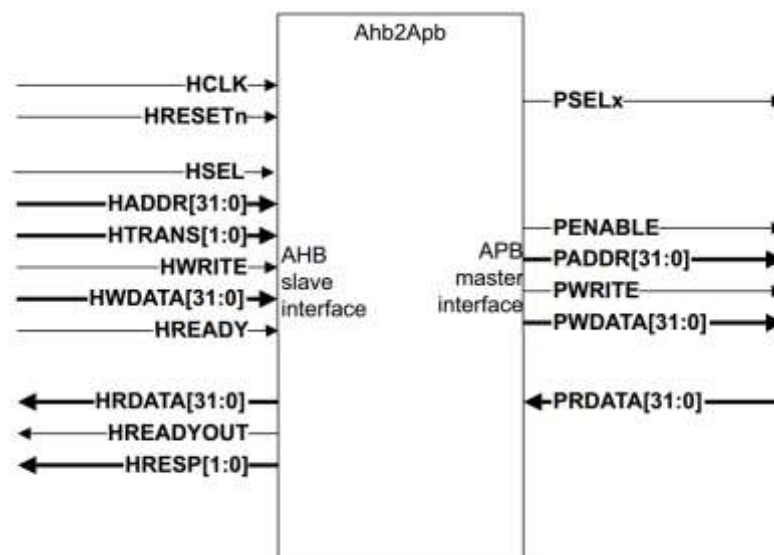 Ahb2Apb
HCLK
HRESETn
HSEL
HADDR[31:0]
HTRANS[1:0]
HWRITE
HWDATA[31:0]
HREADY
HRDATA[31:0]
HREADYOUT
HRESP[1:0]
AHB
slave
interface
APB
master
interface
PSELx
PENABLE
PADDR[31:0]
PWRITE
PWDATA[31:0]
PRDATA[31:0]